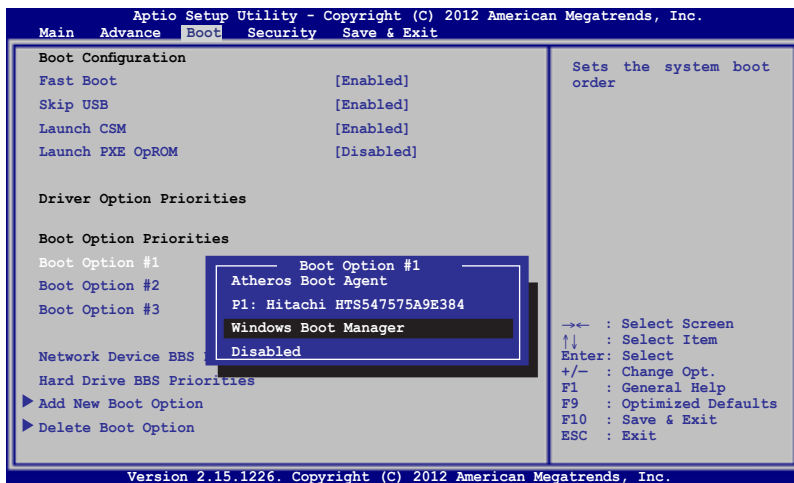 Aptio Setup Utility - Copyright (C) 2012 American Megatrends, Inc.
Main Advance Boot Security Save & Exit
Boot Configuration
Fast Boot [Enabled]
Skip USB [Enabled]
Launch CSM [Enabled]
Launch PXE OpROM [Disabled]
Driver Option Priorities
Boot Option Priorities
Boot Option #1
Boot Option #2
Boot Option #3
Network Device BBS
Hard Drive BBS Priorities
Add New Boot Option
Delete Boot Option
Boot Option #1
Atheros Boot Agent
P1: Hitachi HTS547575A9E384
Windows Boot Manager
Disabled
Sets the system boot
order
→← : Select Screen
↑↓ : Select Item
Enter: Select
+/— : Change Opt.
F1 : General Help
F9 : Optimized Defaults
F10 : Save & Exit
ESC : Exit
Version 2.15.1226. Copyright (C) 2012 American Megatrends, Inc.